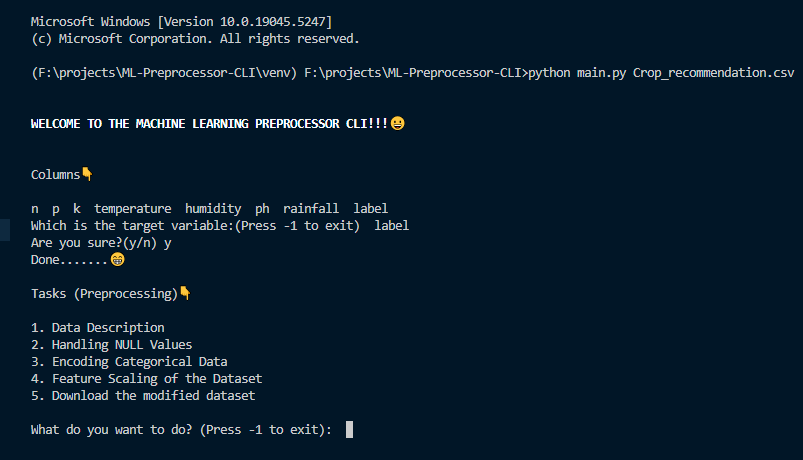 Microsoft Windows [Version 10.0.19045.5247]
(c) Microsoft Corporation. All rights reserved.
(F:\projects\ML-Preprocessor-CLI\venv) F:\projects\ML-Preprocessor-CLI>python main.py Crop_recommendation.csv
WELCOME TO THE MACHINE LEARNING PREPROCESSOR CLI!!!😀
Columns👇
n  p  k  temperature  humidity  ph  rainfall  label
Which is the target variable:(Press -1 to exit)  label
Are you sure?(y/n) y
Done.......😁
Tasks (Preprocessing)👇
1. Data Description
2. Handling NULL Values
3. Encoding Categorical Data
4. Feature Scaling of the Dataset
5. Download the modified dataset
What do you want to do? (Press -1 to exit):